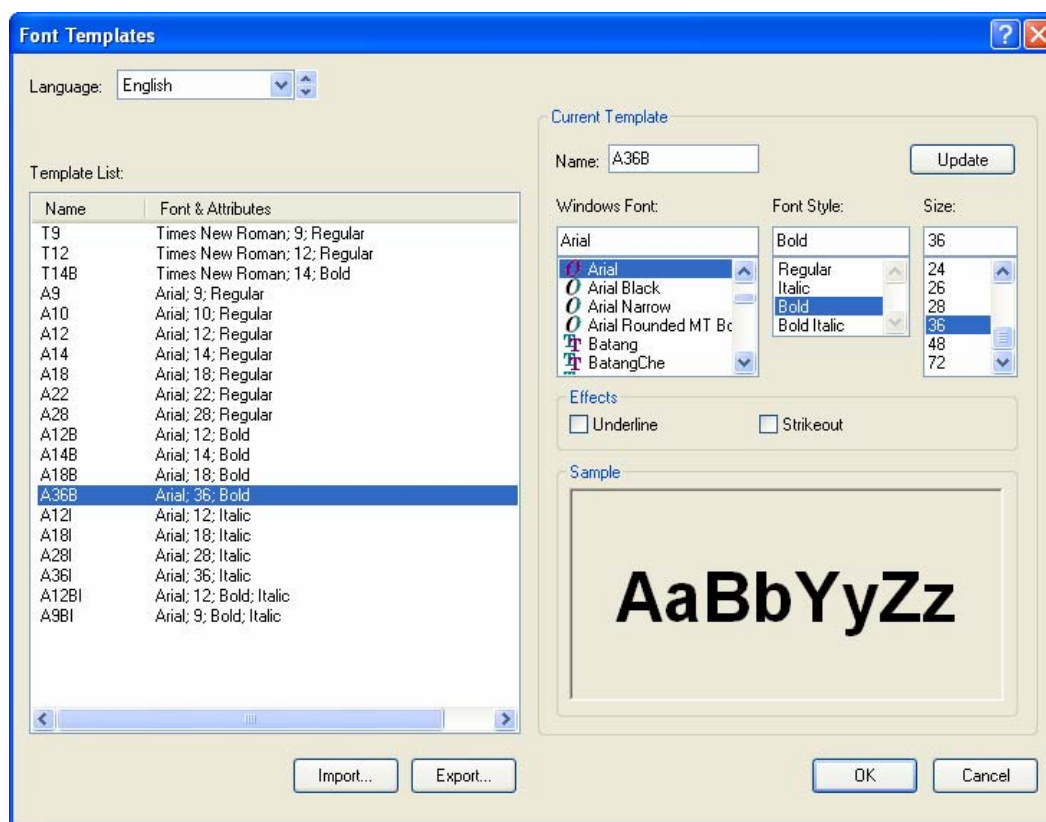 Font Templates
Language: English
Template List:
Name Font & Attributes
T9 Times New Roman; 9; Regular
T12 Times New Roman; 12; Regular
T14B Times New Roman; 14; Bold
A9 Arial; 9; Regular
A10 Arial; 10; Regular
A12 Arial; 12; Regular
A14 Arial; 14; Regular
A18 Arial; 18; Regular
A22 Arial; 22; Regular
A28 Arial; 28; Regular
A12B Arial; 12; Bold
A14B Arial; 14; Bold
A18B Arial; 18; Bold
A36B Arial; 36; Bold
A12I Arial; 12; Italic
A18I Arial; 18; Italic
A28I Arial; 28; Italic
A36I Arial; 36; Italic
A12BI Arial; 12; Bold; Italic
A9BI Arial; 9; Bold; Italic
Import...
Export...
Current Template
Name: A36B
Update
Windows Font:
Arial
Arial
Arial Black
Arial Narrow
Arial Rounded MT Bo
Batang
BatangChe
Font Style:
Bold
Regular
Italic
Bold
Bold Italic
Size:
36
24
26
28
36
48
72
Effects
Underline
Strikeout
Sample
AaBbYyZz
OK
Cancel